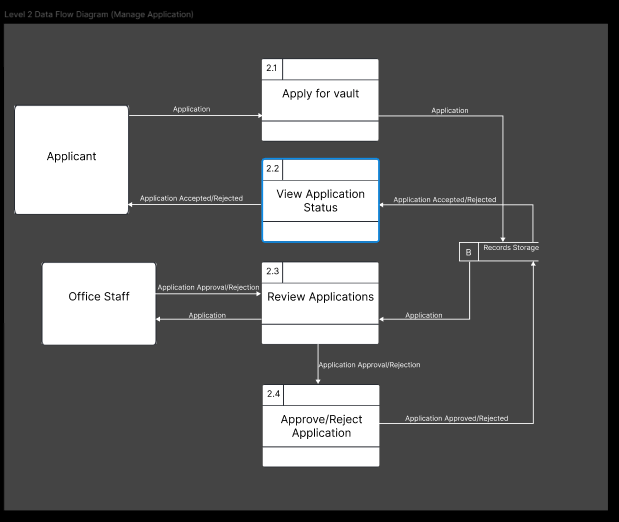 Level 2 Data Flow Diagram (Manage Application)
2.1
Apply for vault
Application
Application
Applicant
2.2
View Application
Status
Application Accepted/Rejected
Application Accepted/Rejected
B
Records Storage
2.3
Review Applications
Office Staff
Application Approval/Rejection
Application
Application
Application Approval/Rejection
2.4
Approve/Reject
Application
Application Approved/Rejected